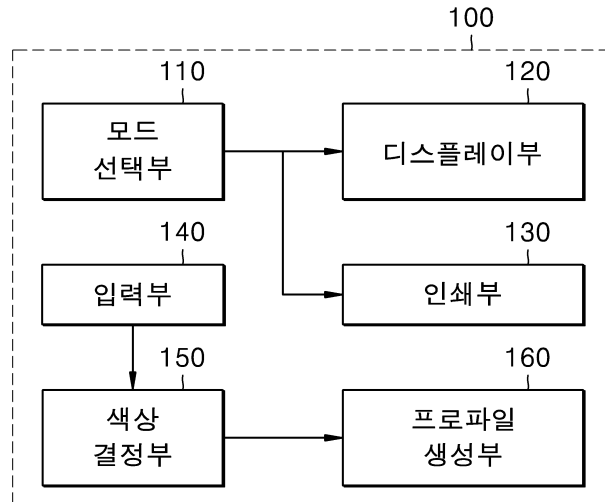 100
110
120
모드
선택부
디스플레이부
140
130
입력부
인쇄부
150
160
색상
결정부
프로파일
생성부